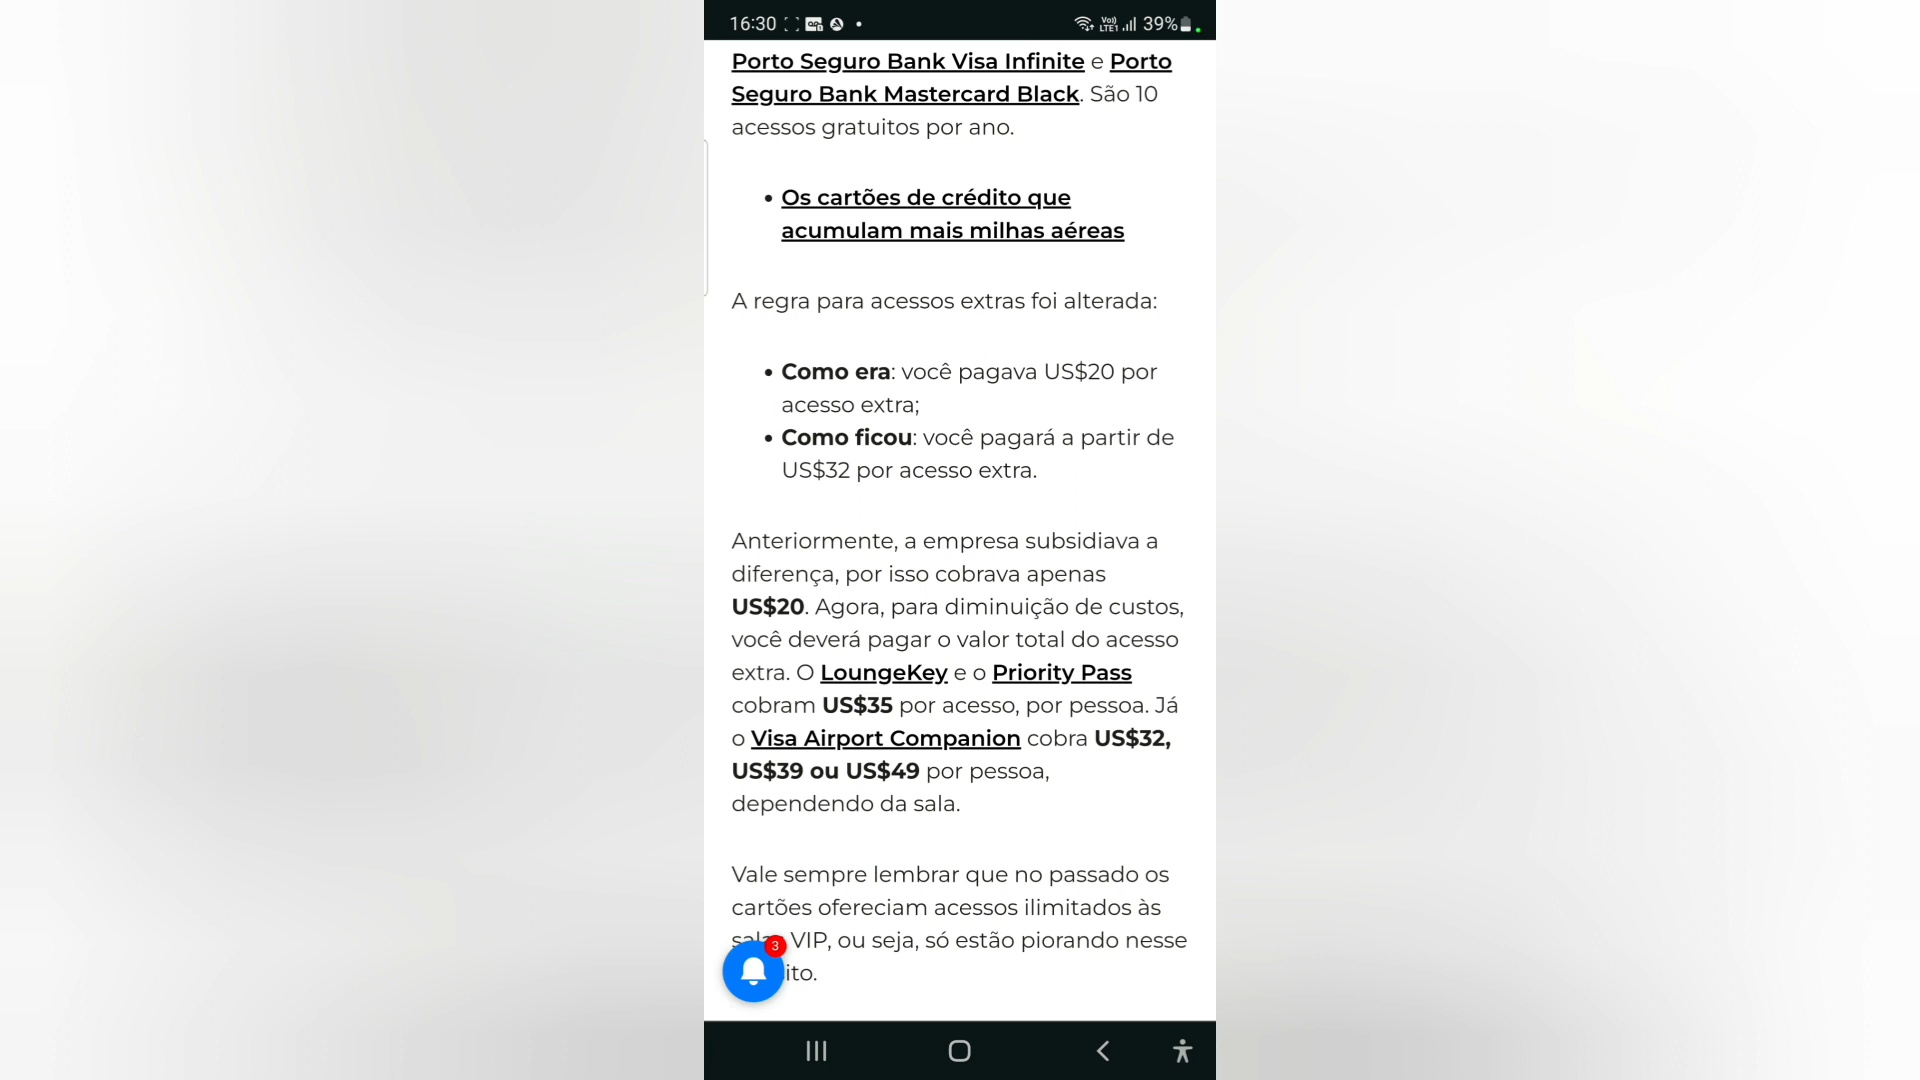 16:30
Vo)) LTE1 39%
Porto Seguro Bank Visa Infinite e Porto
Seguro Bank Mastercard Black. São 10
acessos gratuitos por ano.
• Os cartões de crédito que
acumulam mais milhas aéreas
A regra para acessos extras foi alterada:
• Como era: você pagava US$20 por
acesso extra;
• Como ficou: você pagará a partir de
US$32 por acesso extra.
Anteriormente, a empresa subsidiava a
diferença, por isso cobrava apenas
US$20. Agora, para diminuição de custos,
você deverá pagar o valor total do acesso
extra. O LoungeKey e o Priority Pass
cobram US$35 por acesso, por pessoa. Já
o Visa Airport Companion cobra US$32,
US$39 ou US$49 por pessoa,
dependendo da sala.
Vale sempre lembrar que no passado os
cartões ofereciam acessos ilimitados às
VIP, ou seja, só estão piorando nesse
ito.
3